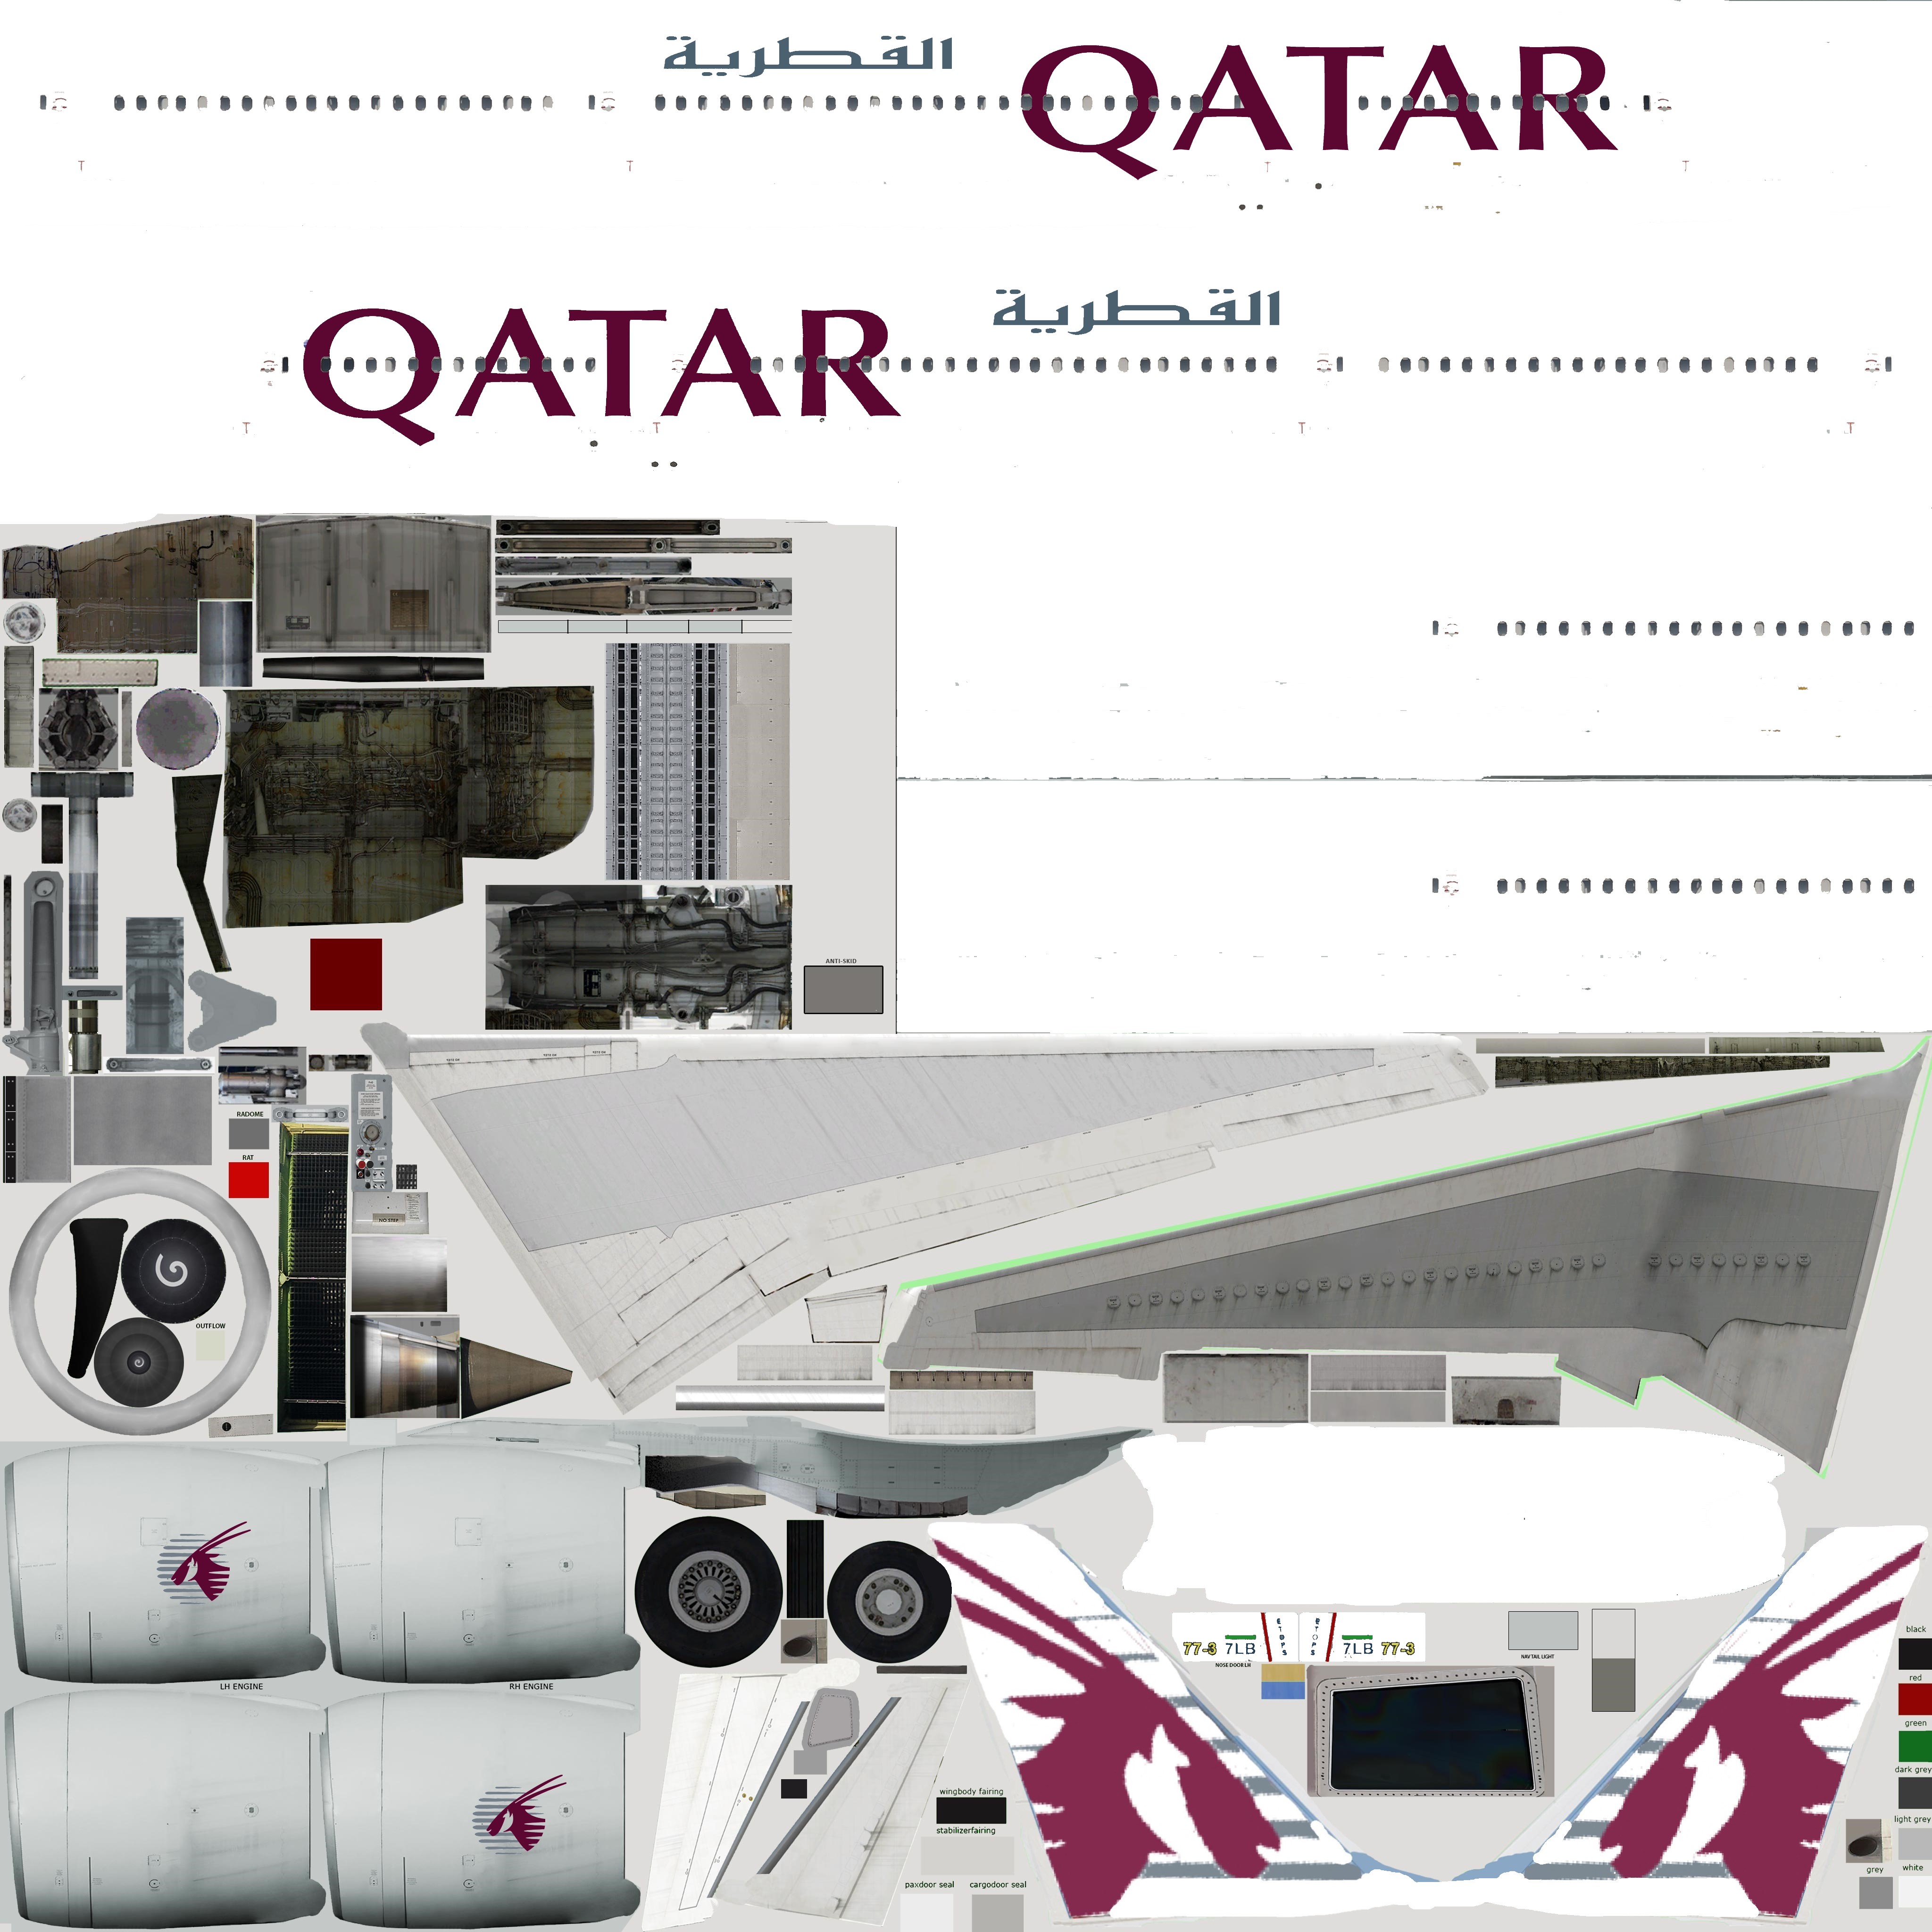 القطرية
QATAR
القطرية
QATAR
ANTI-SKID
RADOME
RAT
NO STEP
OUTFLOW
LH ENGINE
RH ENGINE
77-3 7LB ETOPS
ETOPS 7LB 77-3
NOSE DOOR LH
NAV TAIL LIGHT
black
red
green
dark grey
light grey
grey
white
wingbody fairing
stabilizerfairing
paxdoor seal
cargodoor seal